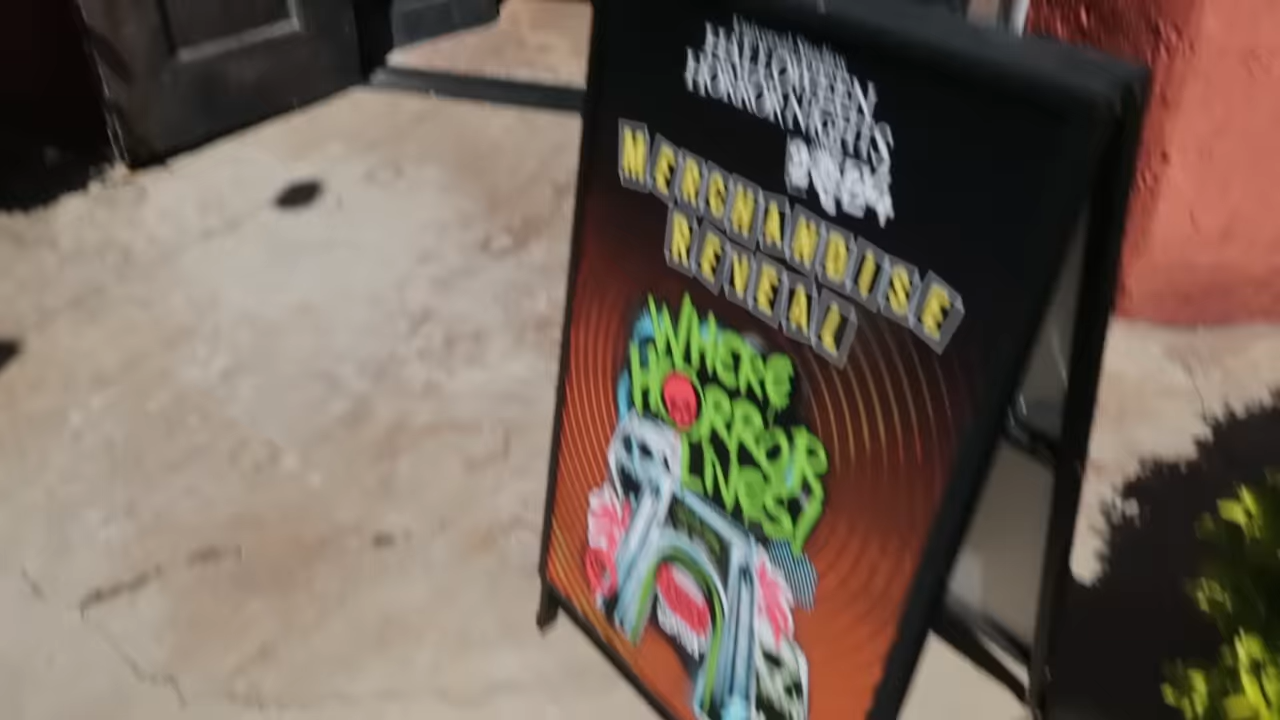 HALLOWEEN
HORROR NIGHTS
MERCHANDISE
REVEAL
WHERE
HORROR
LIVES!